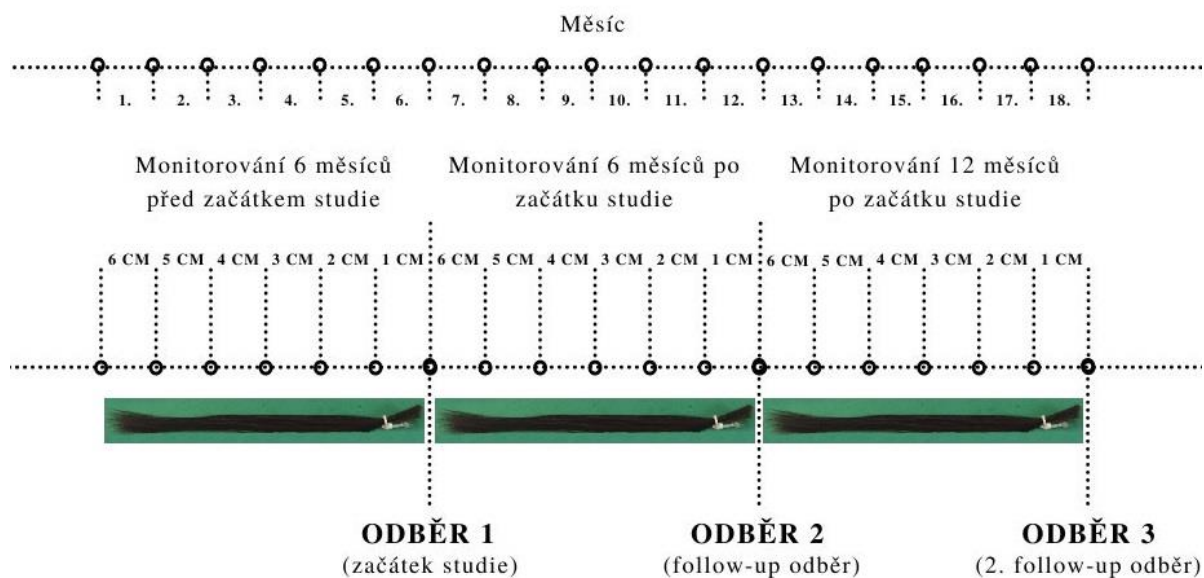 Měsíc
1. 2. 3. 4. 5. 6. 7. 8. 9. 10. 11. 12. 13. 14. 15. 16. 17. 18.
Monitorování 6 měsíců
před začátkem studie
Monitorování 6 měsíců po
začátku studie
Monitorování 12 měsíců
po začátku studie
6 CM 5 CM 4 CM 3 CM 2 CM 1 CM 6 CM 5 CM 4 CM 3 CM 2 CM 1 CM 6 CM 5 CM 4 CM 3 CM 2 CM 1 CM
ODBĚR 1
(začátek studie)
ODBĚR 2
(follow-up odběr)
ODBĚR 3
(2. follow-up odběr)